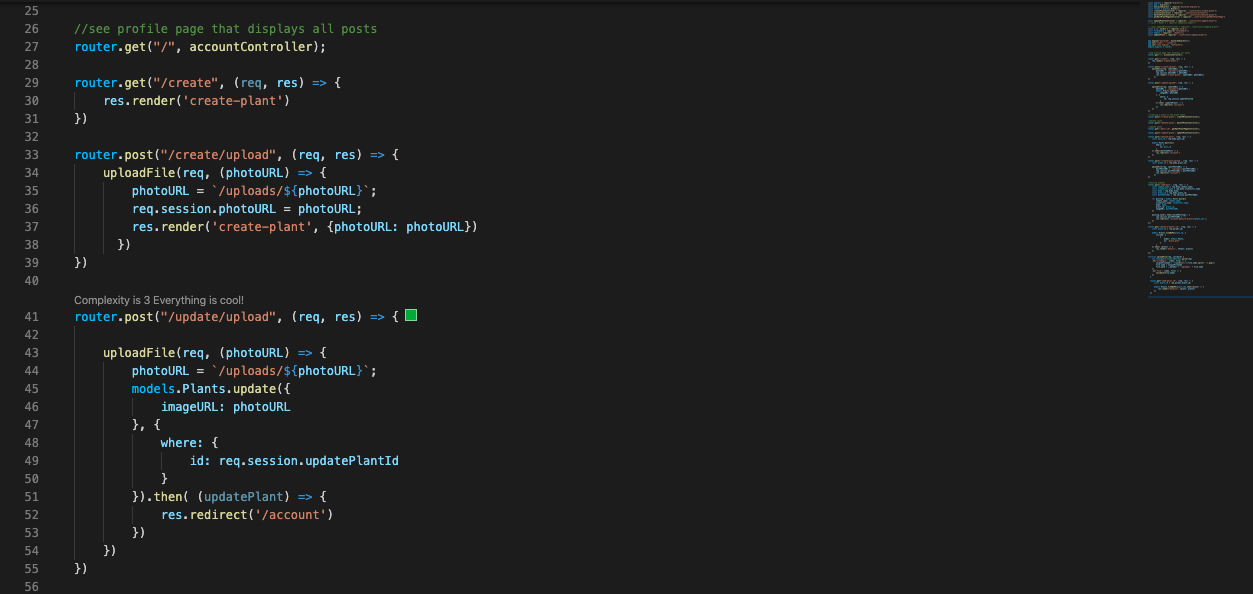 25
26 //see profile page that displays all posts
27 router.get("/", accountController);
28
29 router.get("/create", (req, res) => {
30     res.render('create-plant')
31 })
32
33 router.post("/create/upload", (req, res) => {
34     uploadFile(req, (photoURL) => {
35         photoURL = `/uploads/${photoURL}`;
36         req.session.photoURL = photoURL;
37         res.render('create-plant', {photoURL: photoURL})
38       })
39 })
40
Complexity is 3 Everything is cool!
41 router.post("/update/upload", (req, res) => {
42
43     uploadFile(req, (photoURL) => {
44         photoURL = `/uploads/${photoURL}`;
45         models.Plants.update({
46             imageURL: photoURL
47         }, {
48             where: {
49                 id: req.session.updatePlantId
50             }
51         }).then( (updatePlant) => {
52             res.redirect('/account')
53         })
54     })
55 })
56